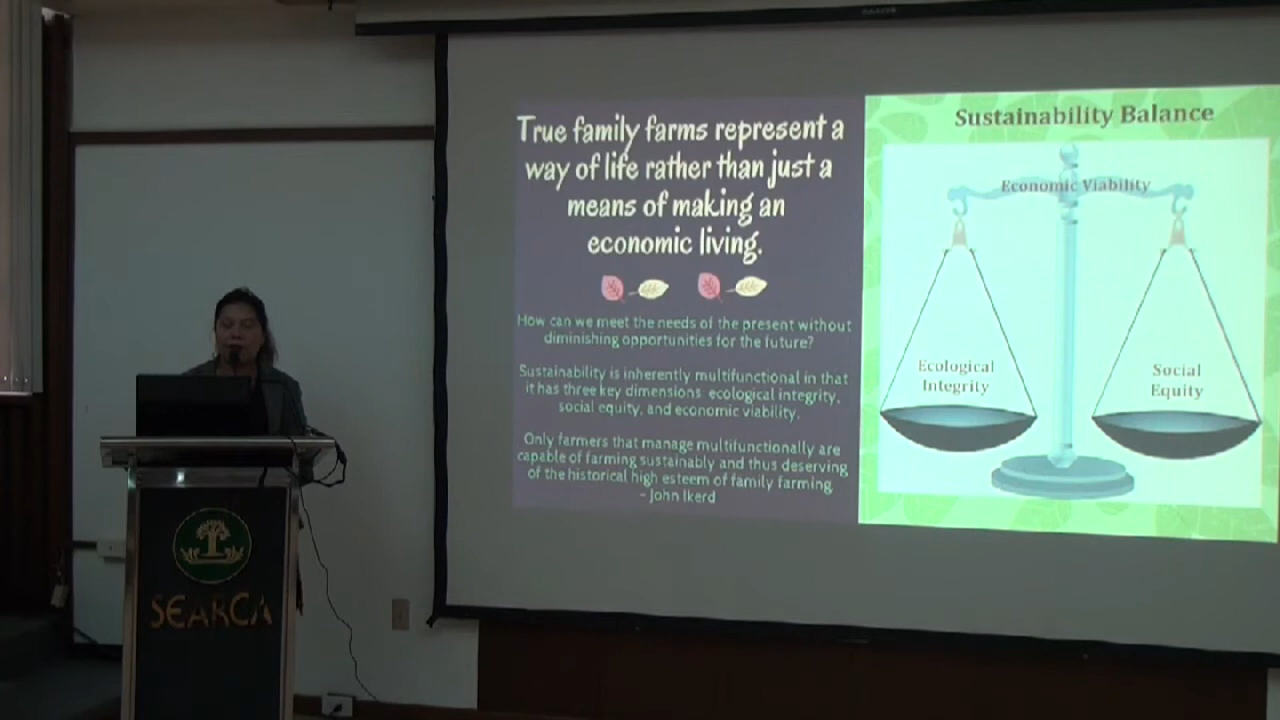 True family farms represent a
way of life rather than just a
means of making an
economic living.
How can we meet the needs of the present without
diminishing opportunities for the future?
Sustainability is inherently multifunctional in that
it has three key dimensions ecological integrity,
social equity, and economic viability.
Only farmers that manage multifunctionally are
capable of farming sustainably and thus deserving
of the historical high esteem of family farming.
- John Ikerd
Sustainability Balance
Economic Viability
Ecological
Integrity
Social
Equity
SEARCA